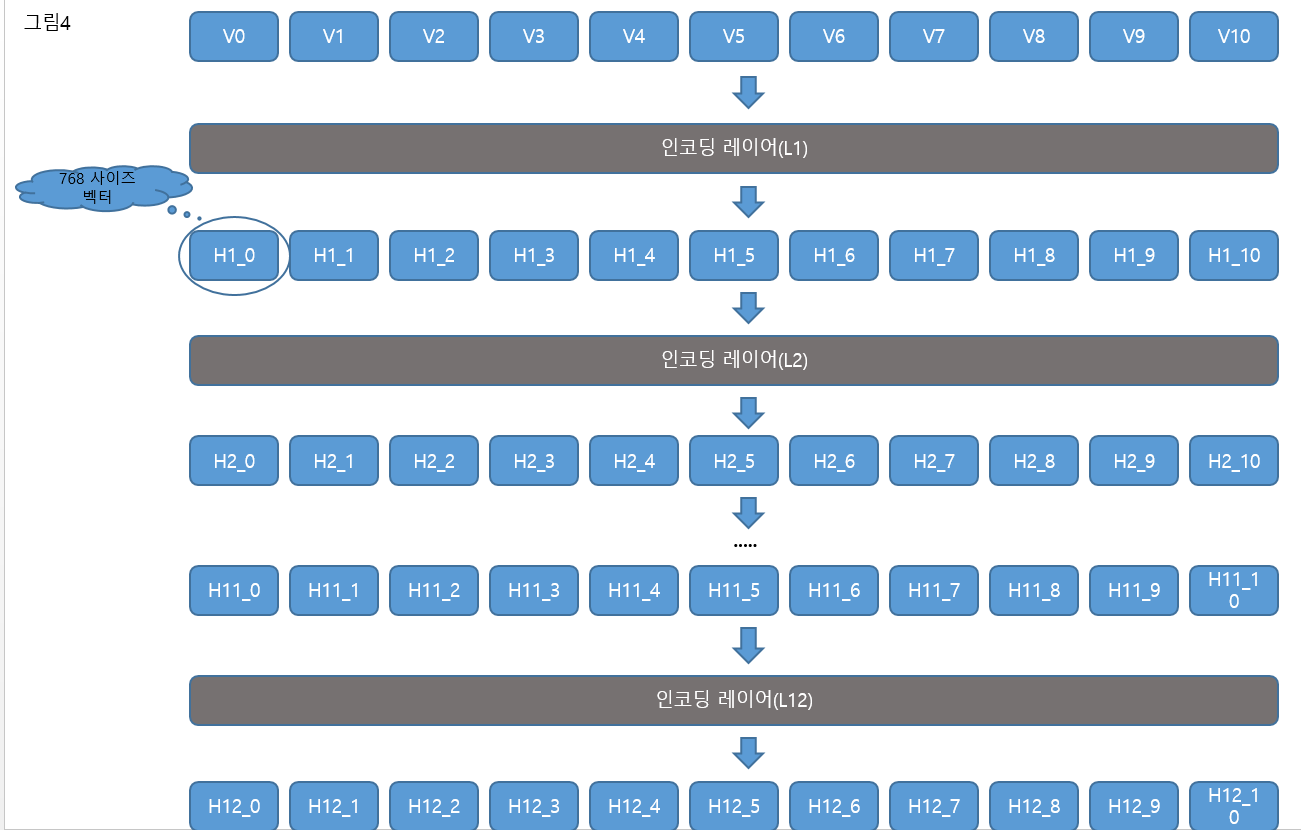 그림4
V0 V1 V2 V3 V4 V5 V6 V7 V8 V9 V10
인코딩 레이어(L1)
768 사이즈
벡터
H1_0 H1_1 H1_2 H1_3 H1_4 H1_5 H1_6 H1_7 H1_8 H1_9 H1_10
인코딩 레이어(L2)
H2_0 H2_1 H2_2 H2_3 H2_4 H2_5 H2_6 H2_7 H2_8 H2_9 H2_10
.....
H11_0 H11_1 H11_2 H11_3 H11_4 H11_5 H11_6 H11_7 H11_8 H11_9 H11_1
0
인코딩 레이어(L12)
H12_0 H12_1 H12_2 H12_3 H12_4 H12_5 H12_6 H12_7 H12_8 H12_9 H12_1
0